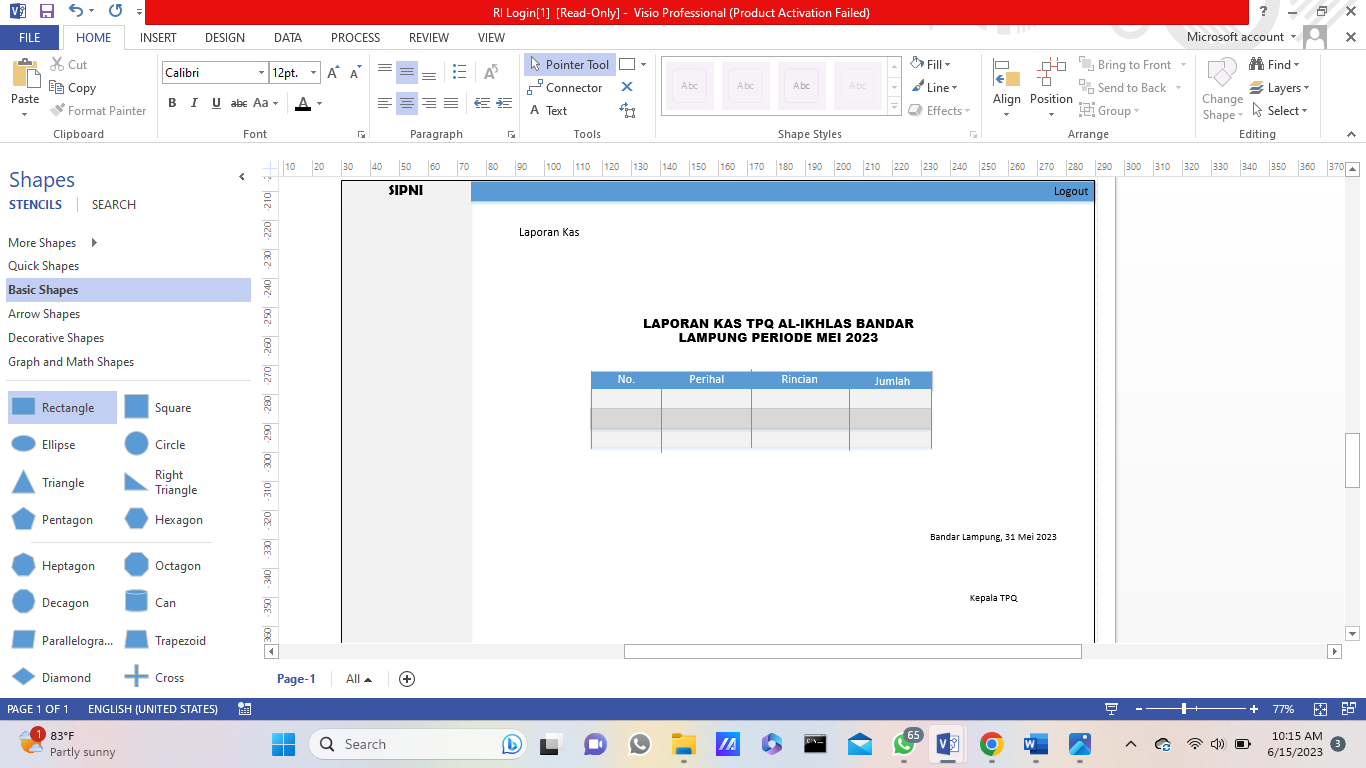 RI Login[1] [Read-Only] - Visio Professional (Product Activation Failed)
?
FILE HOME INSERT DESIGN DATA PROCESS REVIEW VIEW Microsoft account
Paste
Cut
Copy
Format Painter
Clipboard
Calibri 12pt. A A
B I U abc Aa A
Font
Paragraph
Pointer Tool
Connector
A Text
Tools
Abc Abc Abc Abc
Shape Styles
Fill
Line
Effects
Align
Position
Bring to Front
Send to Back
Group
Arrange
Change
Shape
Find
Layers
Select
Editing
Shapes
STENCILS SEARCH
More Shapes
Quick Shapes
Basic Shapes
Arrow Shapes
Decorative Shapes
Graph and Math Shapes
Rectangle Square
Ellipse Circle
Triangle Right
Triangle
Pentagon Hexagon
Heptagon Octagon
Decagon Can
Parallelogra... Trapezoid
Diamond Cross
10 20 30 40 50 60 70 80 90 100 110 120 130 140 150 160 170 180 190 200 210 220 230 240 250 260 270 280 290 300 310 320 330 340 350 360 370
-210
-220
-230
-240
-250
-260
-270
-280
-290
-300
-310
-320
-330
-340
-350
360
SIPNI
Logout
Laporan Kas
LAPORAN KAS TPQ AL-IKHLAS BANDAR
LAMPUNG PERIODE MEI 2023
No. Perihal Rincian Jumlah
Bandar Lampung, 31 Mei 2023
Kepala TPQ
Page-1 All
PAGE 1 OF 1 ENGLISH (UNITED STATES) 77%
1
83°F
Partly sunny
Search
65
10:15 AM
6/15/2023
3